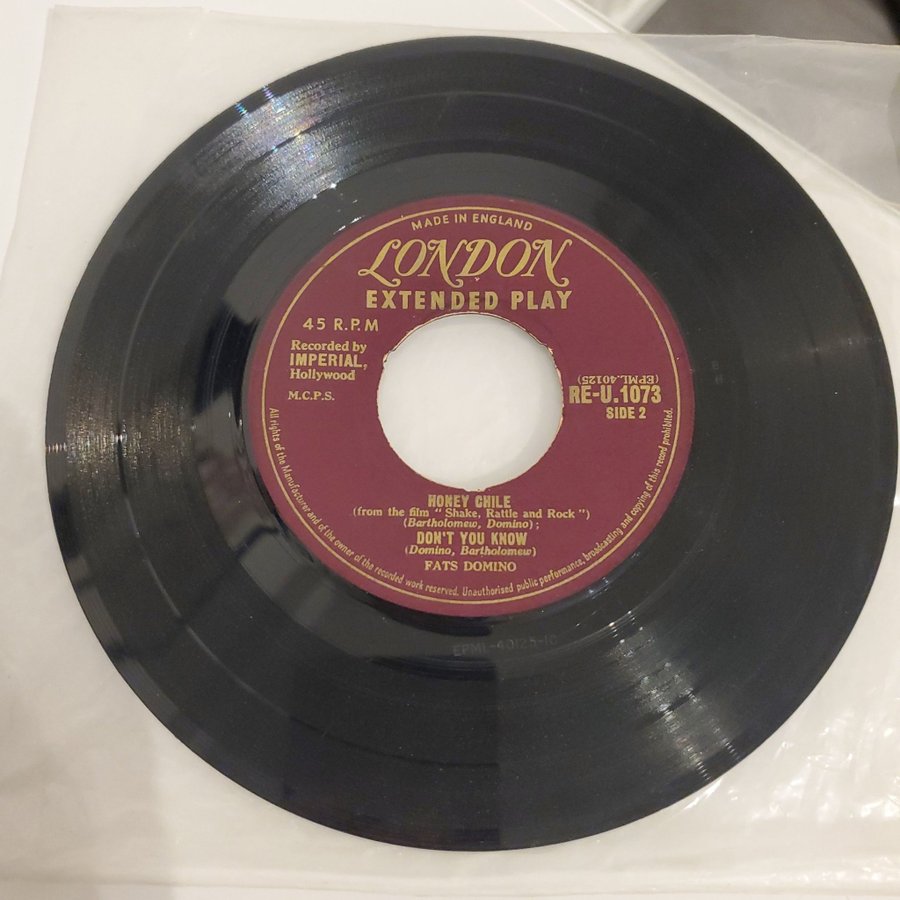 MADE IN ENGLAND
LONDON
EXTENDED PLAY
45 R.P.M
Recorded by
IMPERIAL,
Hollywood
M.C.P.S.
(EPML.40125)
RE-U.1073
SIDE 2
HONEY CHILE
(from the film " Shake, Rattle and Rock ")
(Bartholomew, Domino) ;
DON'T YOU KNOW
(Domino, Bartholomew)
FATS DOMINO
All rights of the Manufacturer and of the owner of the recorded work reserved. Unauthorised public performance, broadcasting and copying of this record prohibited.